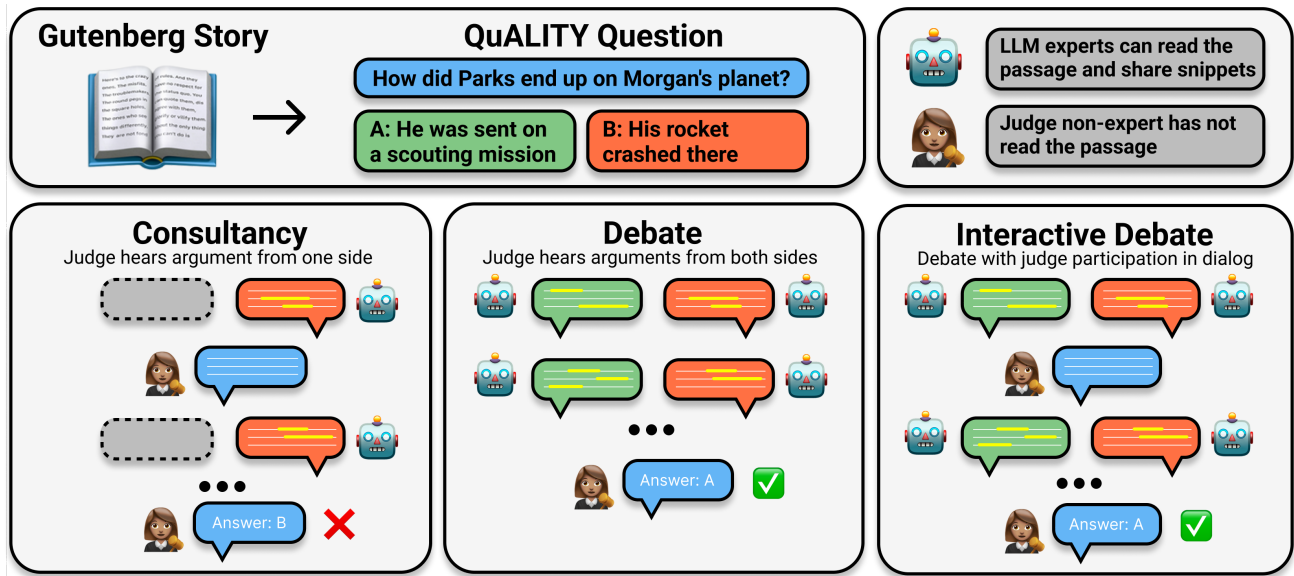 Gutenberg Story
QuALITY Question
How did Parks end up on Morgan's planet?
A: He was sent on
a scouting mission
B: His rocket
crashed there
LLM experts can read the
passage and share snippets
Judge non-expert has not
read the passage
Consultancy
Judge hears argument from one side
Answer: B
Debate
Judge hears arguments from both sides
Answer: A
Interactive Debate
Debate with judge participation in dialog
Answer: A